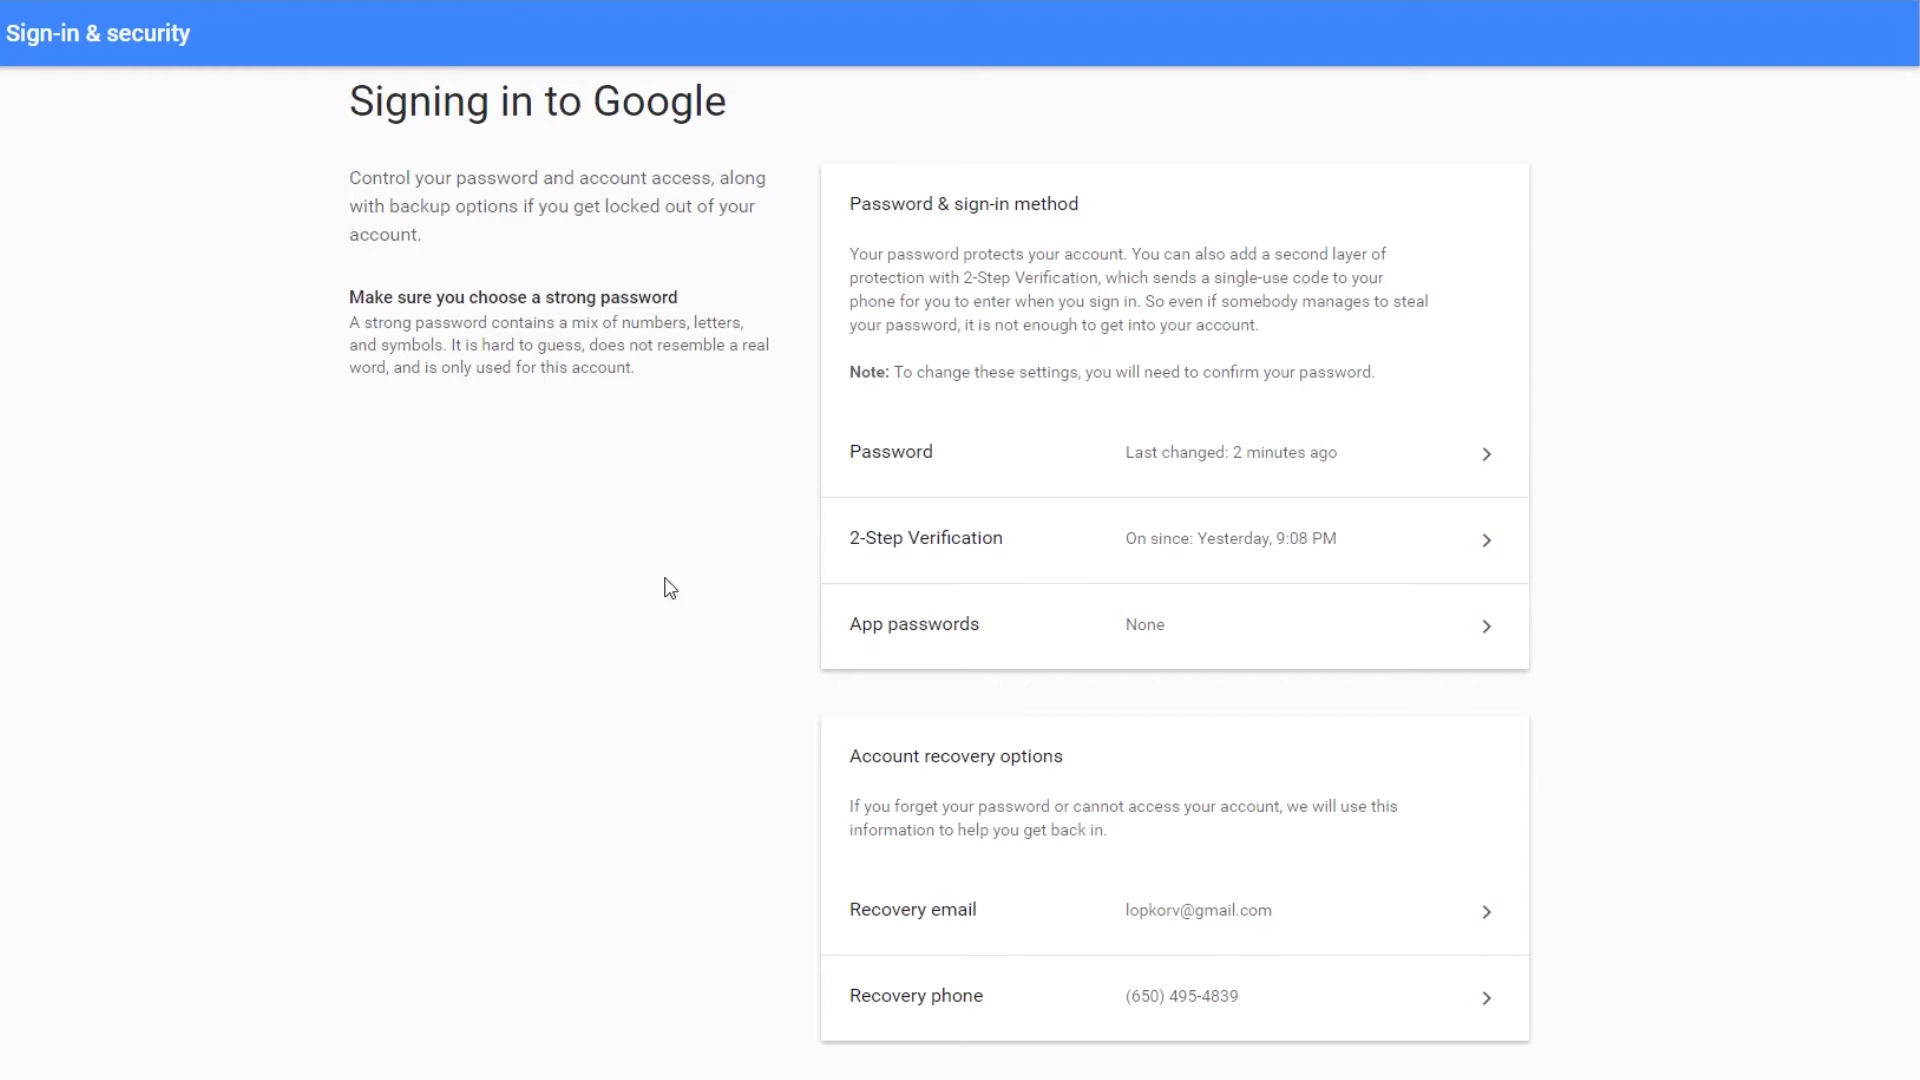 Sign-in & security
Signing in to Google
Control your password and account access, along
with backup options if you get locked out of your
account.
Make sure you choose a strong password
A strong password contains a mix of numbers, letters,
and symbols. It is hard to guess, does not resemble a real
word, and is only used for this account.
Password & sign-in method
Your password protects your account. You can also add a second layer of
protection with 2-Step Verification, which sends a single-use code to your
phone for you to enter when you sign in. So even if somebody manages to steal
your password, it is not enough to get into your account.
Note: To change these settings, you will need to confirm your password.
Password Last changed: 2 minutes ago
2-Step Verification On since: Yesterday, 9:08 PM
App passwords None
Account recovery options
If you forget your password or cannot access your account, we will use this
information to help you get back in.
Recovery email lopkorv@gmail.com
Recovery phone (650) 495-4839